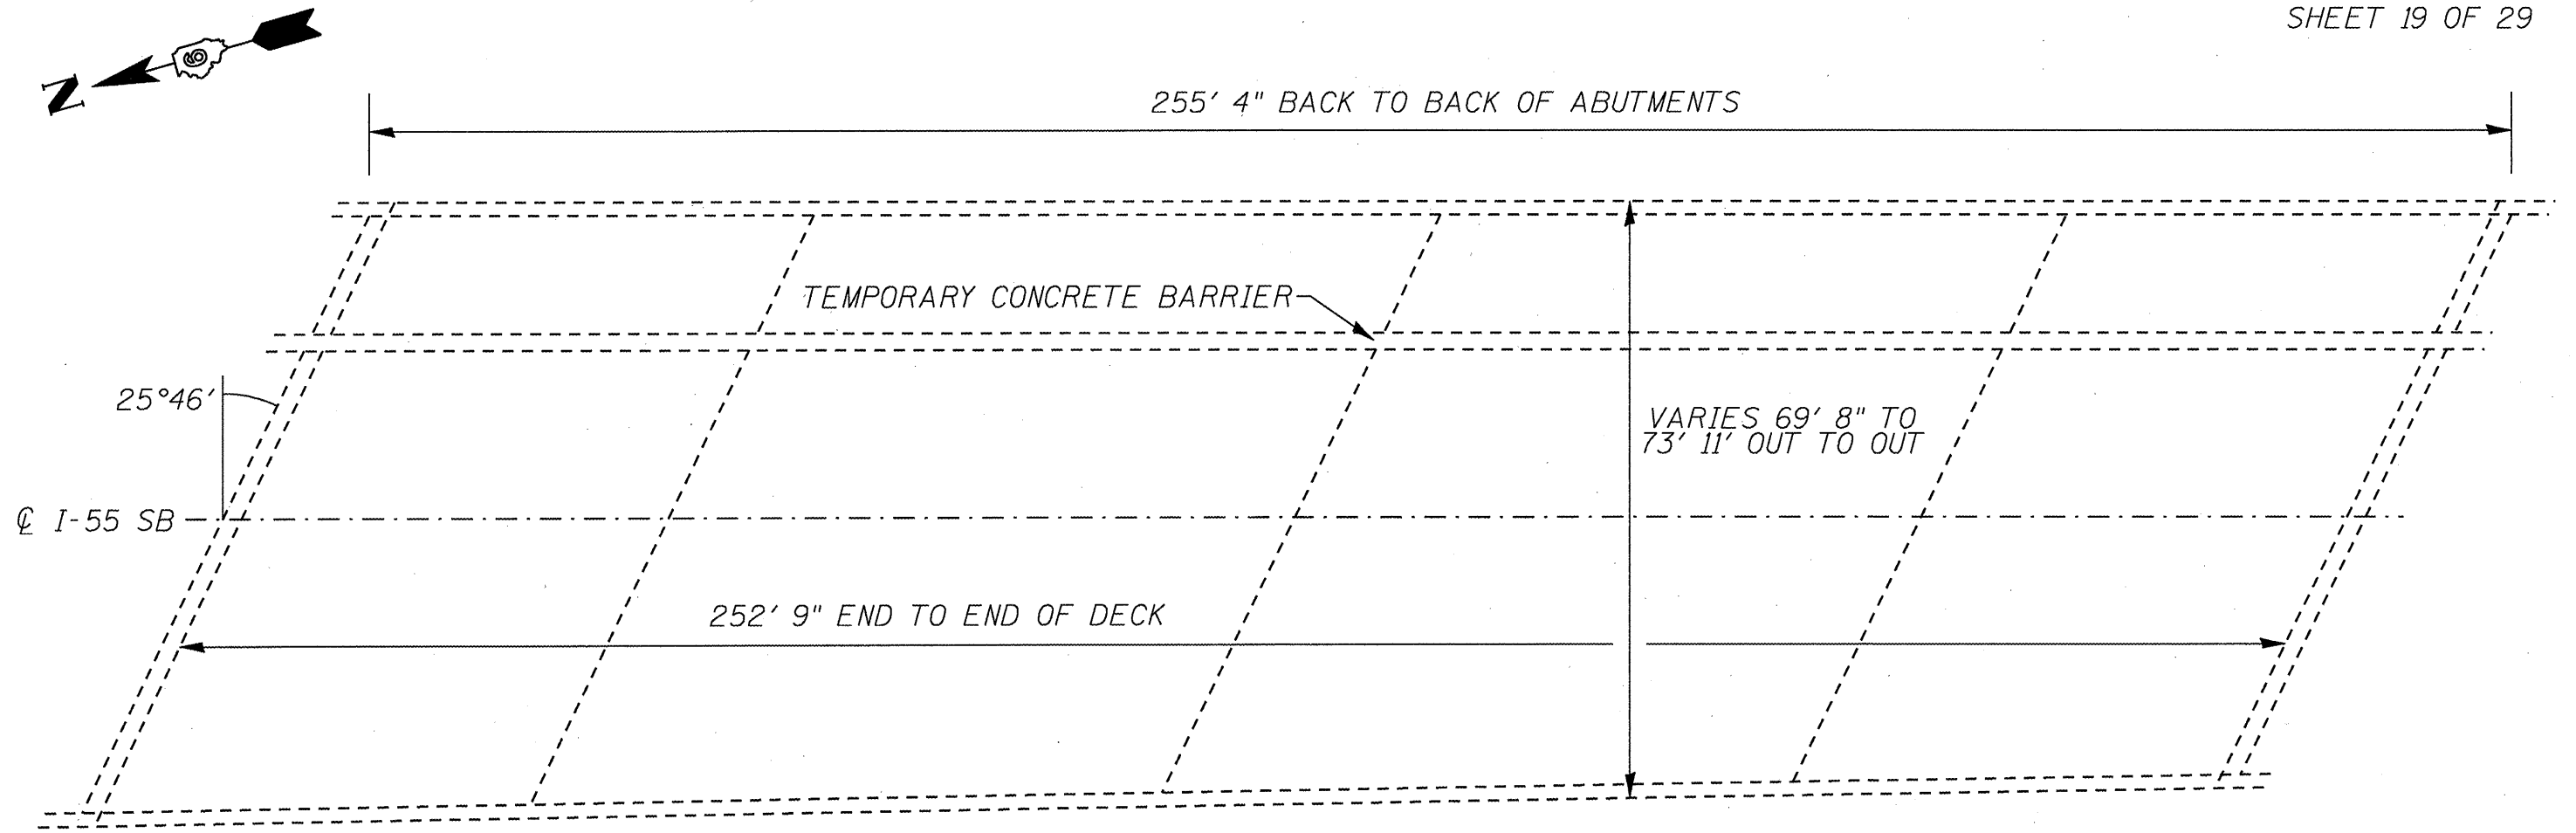 SHEET 19 OF 29
N
6
255' 4" BACK TO BACK OF ABUTMENTS
TEMPORARY CONCRETE BARRIER
25°46'
VARIES 69' 8" TO
73' 11' OUT TO OUT
℄ I-55 SB
252' 9" END TO END OF DECK